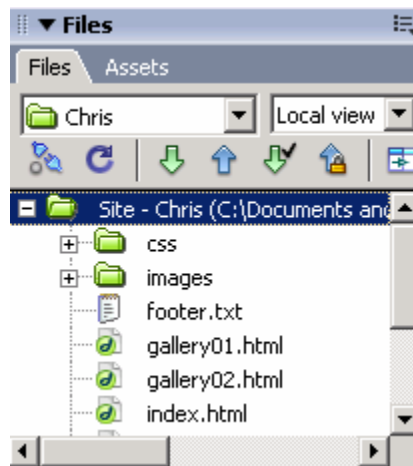 Files
Files Assets
Chris Local view
Site - Chris (C:\Documents and
css
images
footer.txt
gallery01.html
gallery02.html
index.html